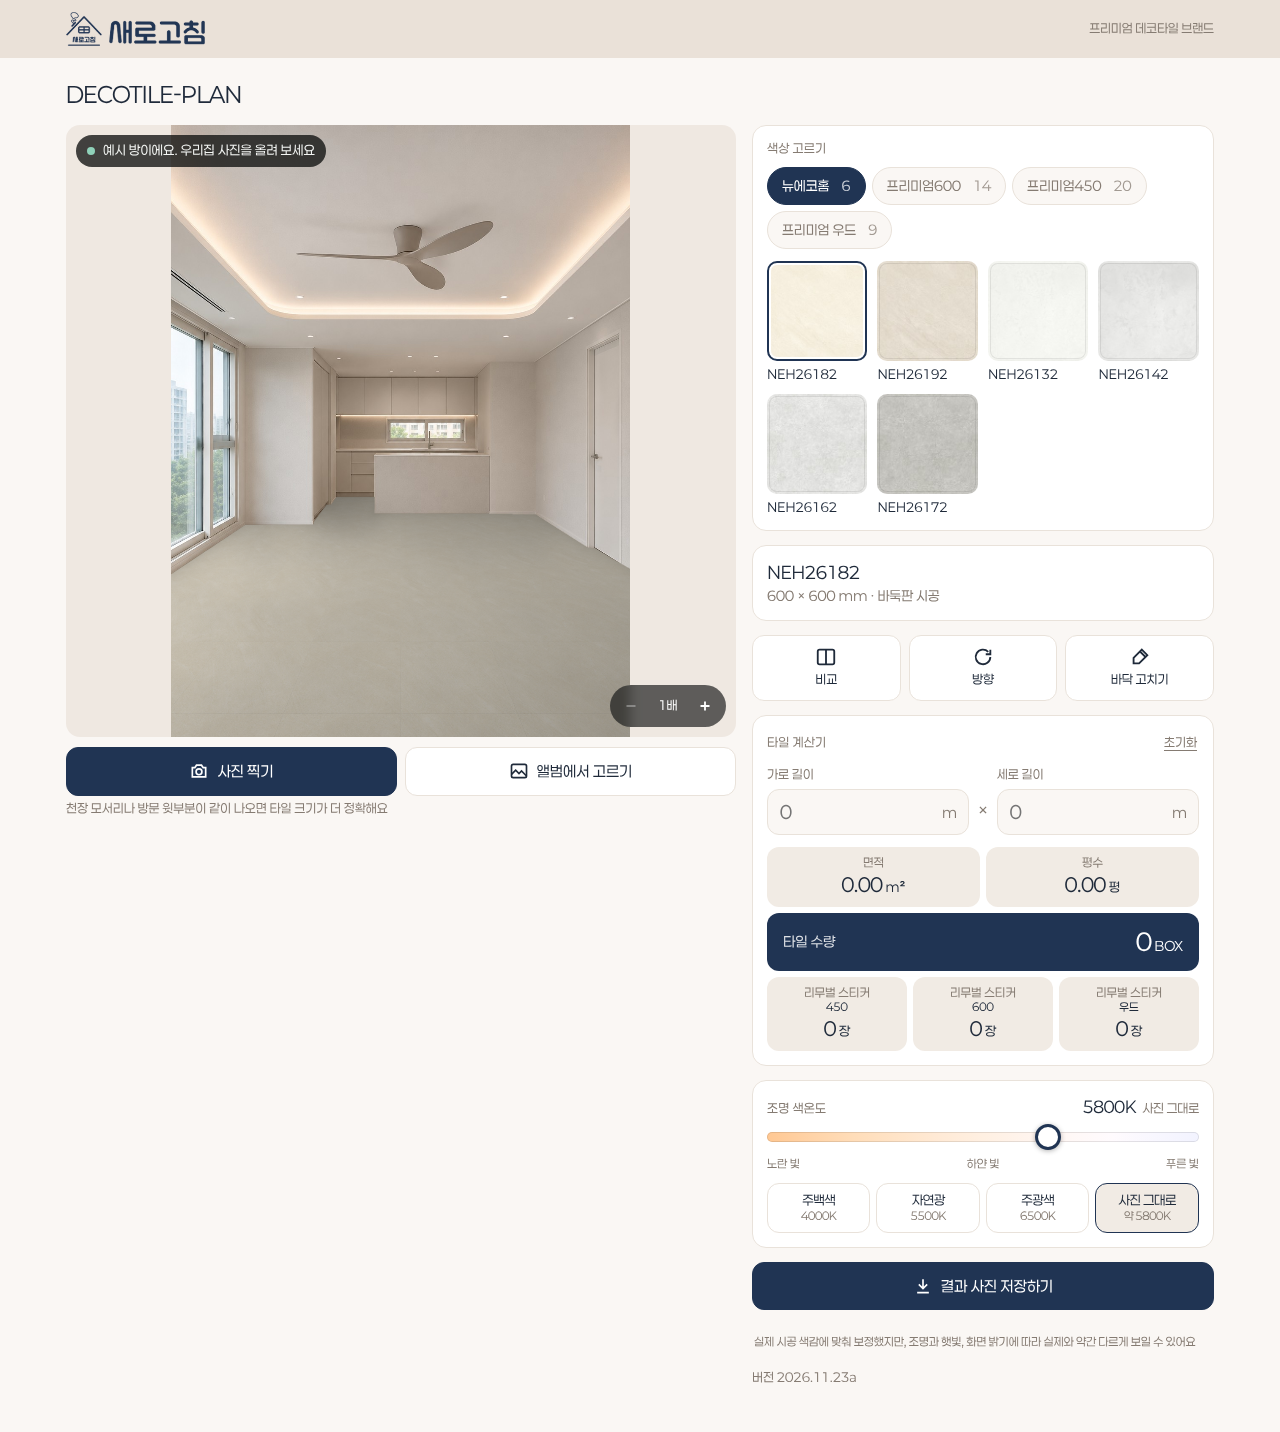 새로고침
새로고침
프리미엄 데코타일 브랜드
DECOTILE-PLAN
예시 방이에요. 우리집 사진을 올려 보세요
1배
사진 찍기
앨범에서 고르기
천장 모서리나 방문 윗부분이 같이 나오면 타일 크기가 더 정확해요
색상 고르기
뉴에코홈 6
프리미엄600 14
프리미엄450 20
프리미엄 우드 9
NEH26182
NEH26192
NEH26132
NEH26142
NEH26162
NEH26172
NEH26182
600 × 600 mm · 바둑판 시공
비교
방향
바닥 고치기
타일 계산기
초기화
가로 길이
세로 길이
0 m × 0 m
면적
0.00 m²
평수
0.00 평
타일 수량
0 BOX
리무벌 스티커
450
0 장
리무벌 스티커
600
0 장
리무벌 스티커
우드
0 장
조명 색온도
5800K 사진 그대로
노란 빛
하얀 빛
푸른 빛
주백색
4000K
자연광
5500K
주광색
6500K
사진 그대로
약 5800K
결과 사진 저장하기
실제 시공 색감에 맞춰 보정했지만, 조명과 햇빛, 화면 밝기에 따라 실제와 약간 다르게 보일 수 있어요
버전 2026.11.23a